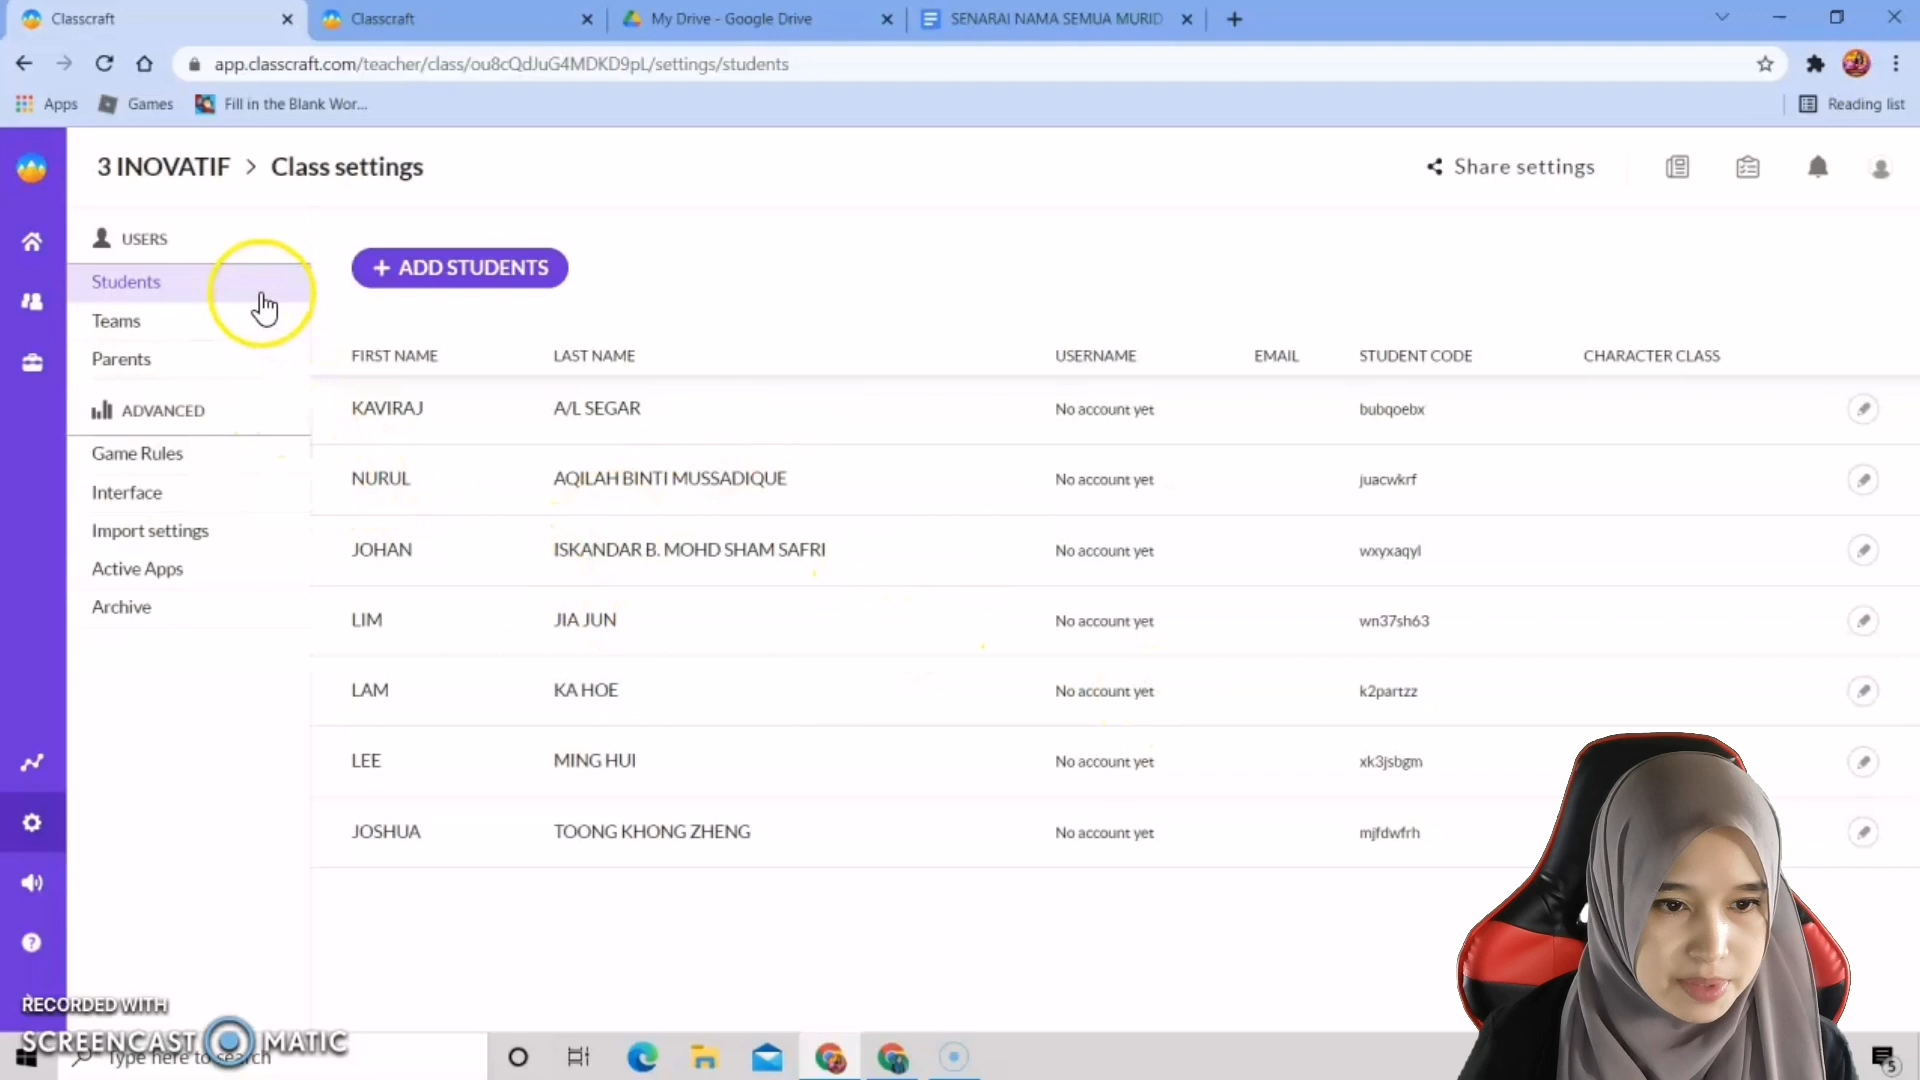 Classcraft
Classcraft
My Drive - Google Drive
SENARAI NAMA SEMUA MURID
app.classcraft.com/teacher/class/ou8cQdJuG4MDKD9pL/settings/students
Apps
Games
Fill in the Blank Wor...
Reading list
3 INOVATIF > Class settings
Share settings
USERS
Students
Teams
Parents
ADVANCED
Game Rules
Interface
Import settings
Active Apps
Archive
+ ADD STUDENTS
FIRST NAME LAST NAME USERNAME EMAIL STUDENT CODE CHARACTER CLASS
KAVIRAJ A/L SEGAR No account yet bubqoebx
NURUL AQILAH BINTI MUSSADIQUE No account yet juacwkrf
JOHAN ISKANDAR B. MOHD SHAM SAFRI No account yet wxyxaqyl
LIM JIA JUN No account yet wn37sh63
LAM KA HOE No account yet k2partzz
LEE MING HUI No account yet xk3jsbgm
JOSHUA TOONG KHONG ZHENG No account yet mjfdwfrh
RECORDED WITH
SCREENCAST MATIC
Type here to search
5